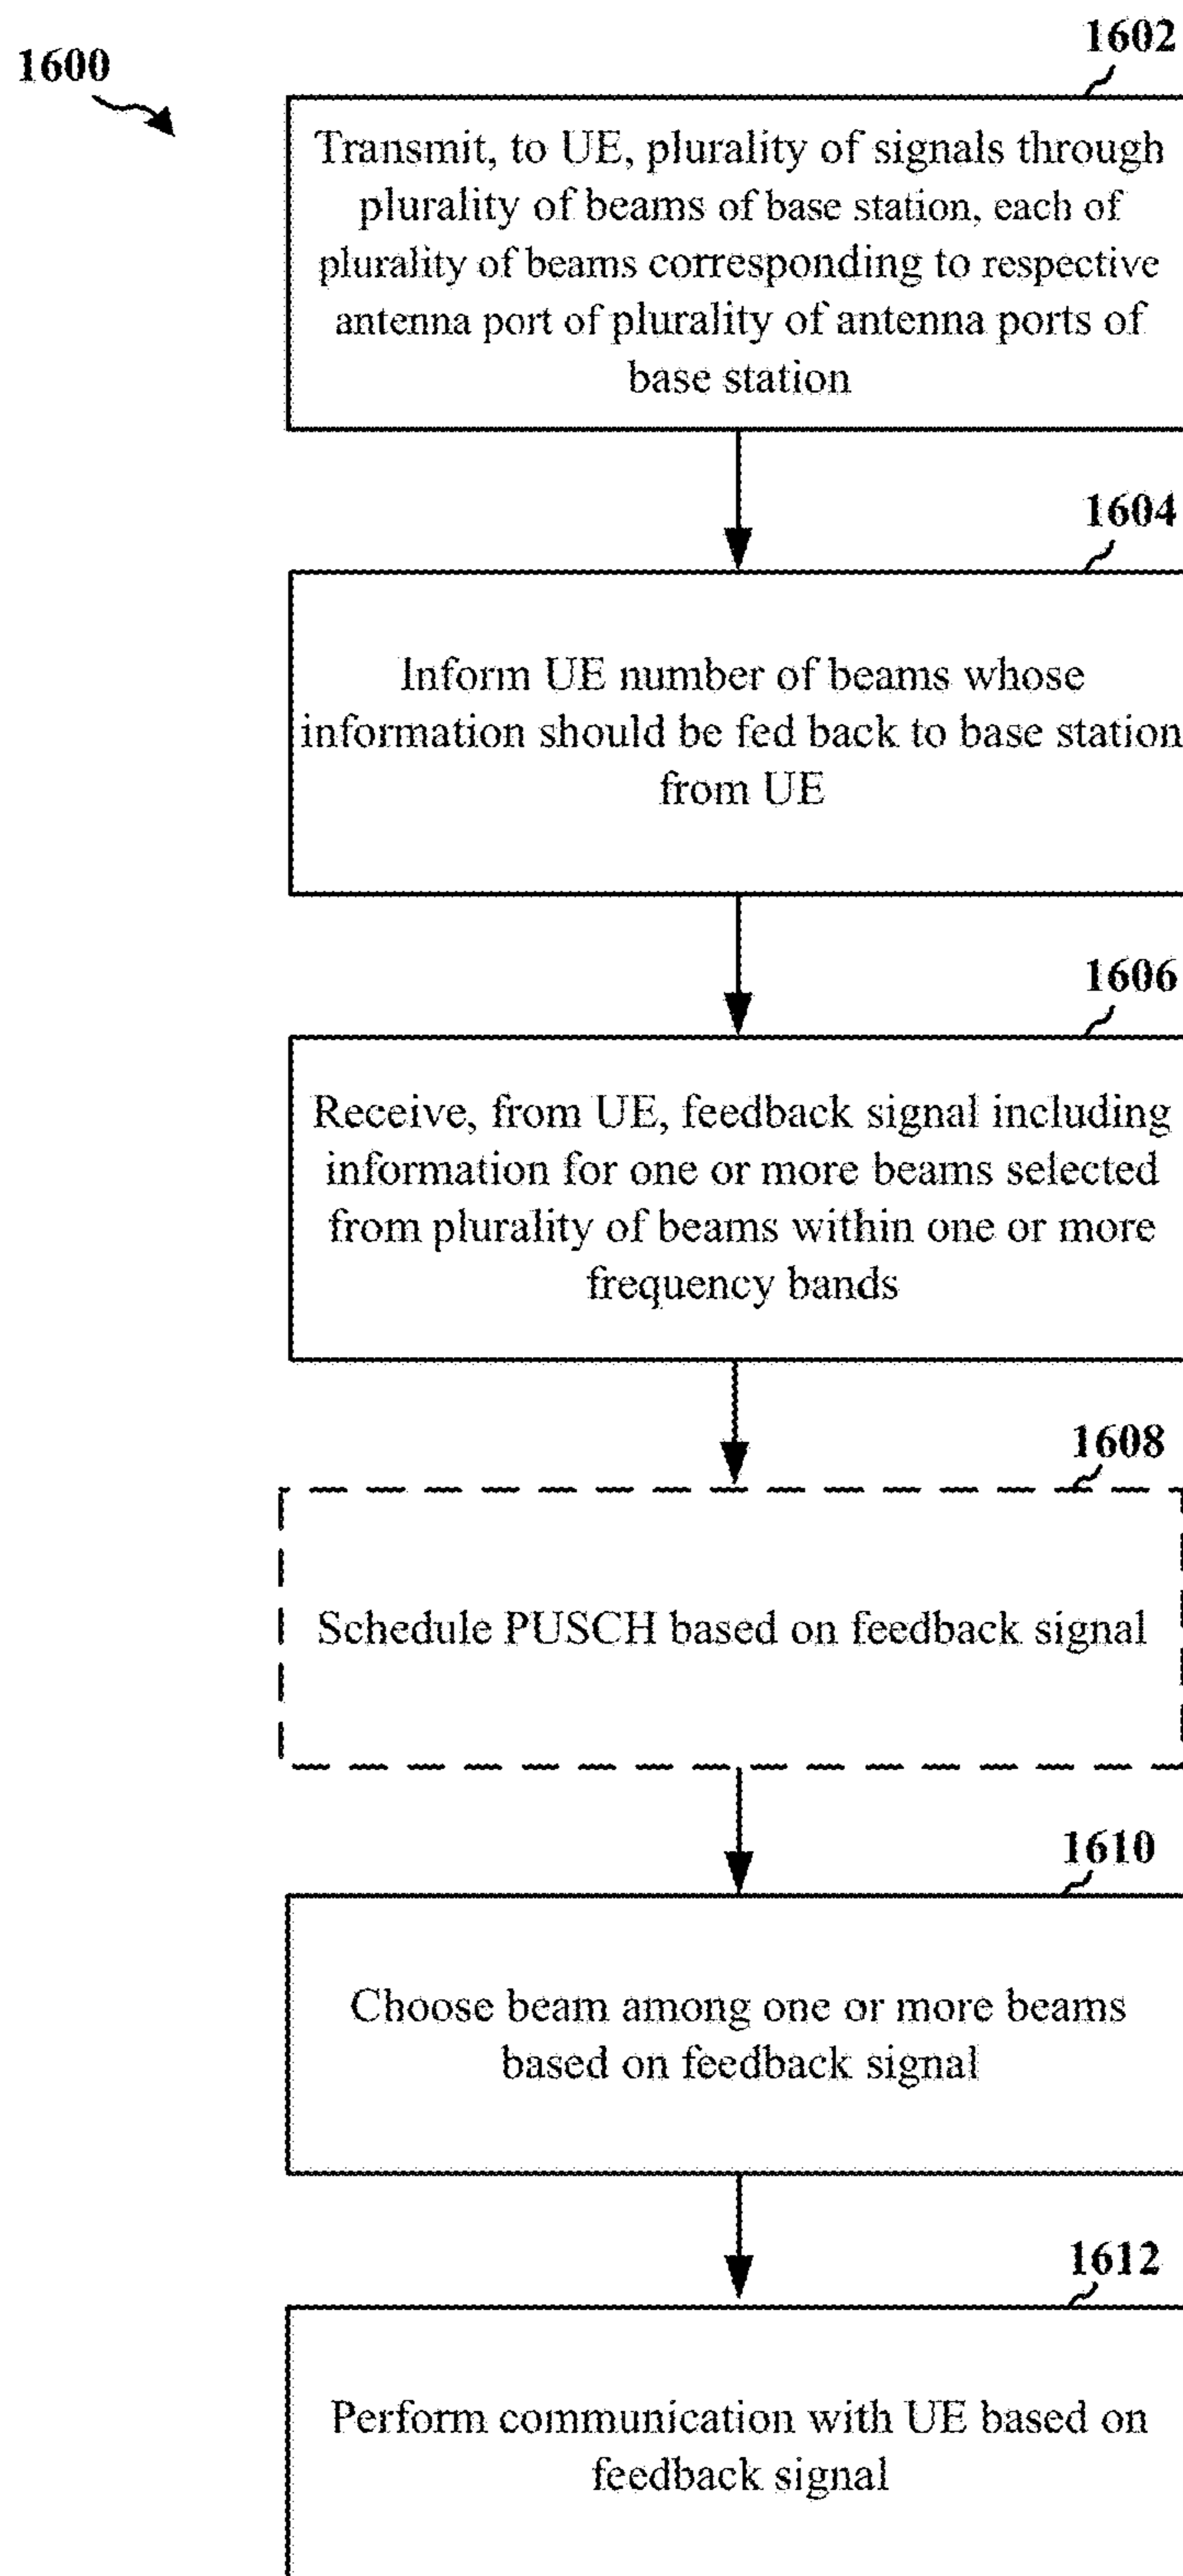 1600
1602
Transmit, to UE, plurality of signals through
plurality of beams of base station, each of
plurality of beams corresponding to respective
antenna port of plurality of antenna ports of
base station
1604
Inform UE number of beams whose
information should be fed back to base station
from UE
1606
Receive, from UE, feedback signal including
information for one or more beams selected
from plurality of beams within one or more
frequency bands
1608
Schedule PUSCH based on feedback signal
1610
Choose beam among one or more beams
based on feedback signal
1612
Perform communication with UE based on
feedback signal